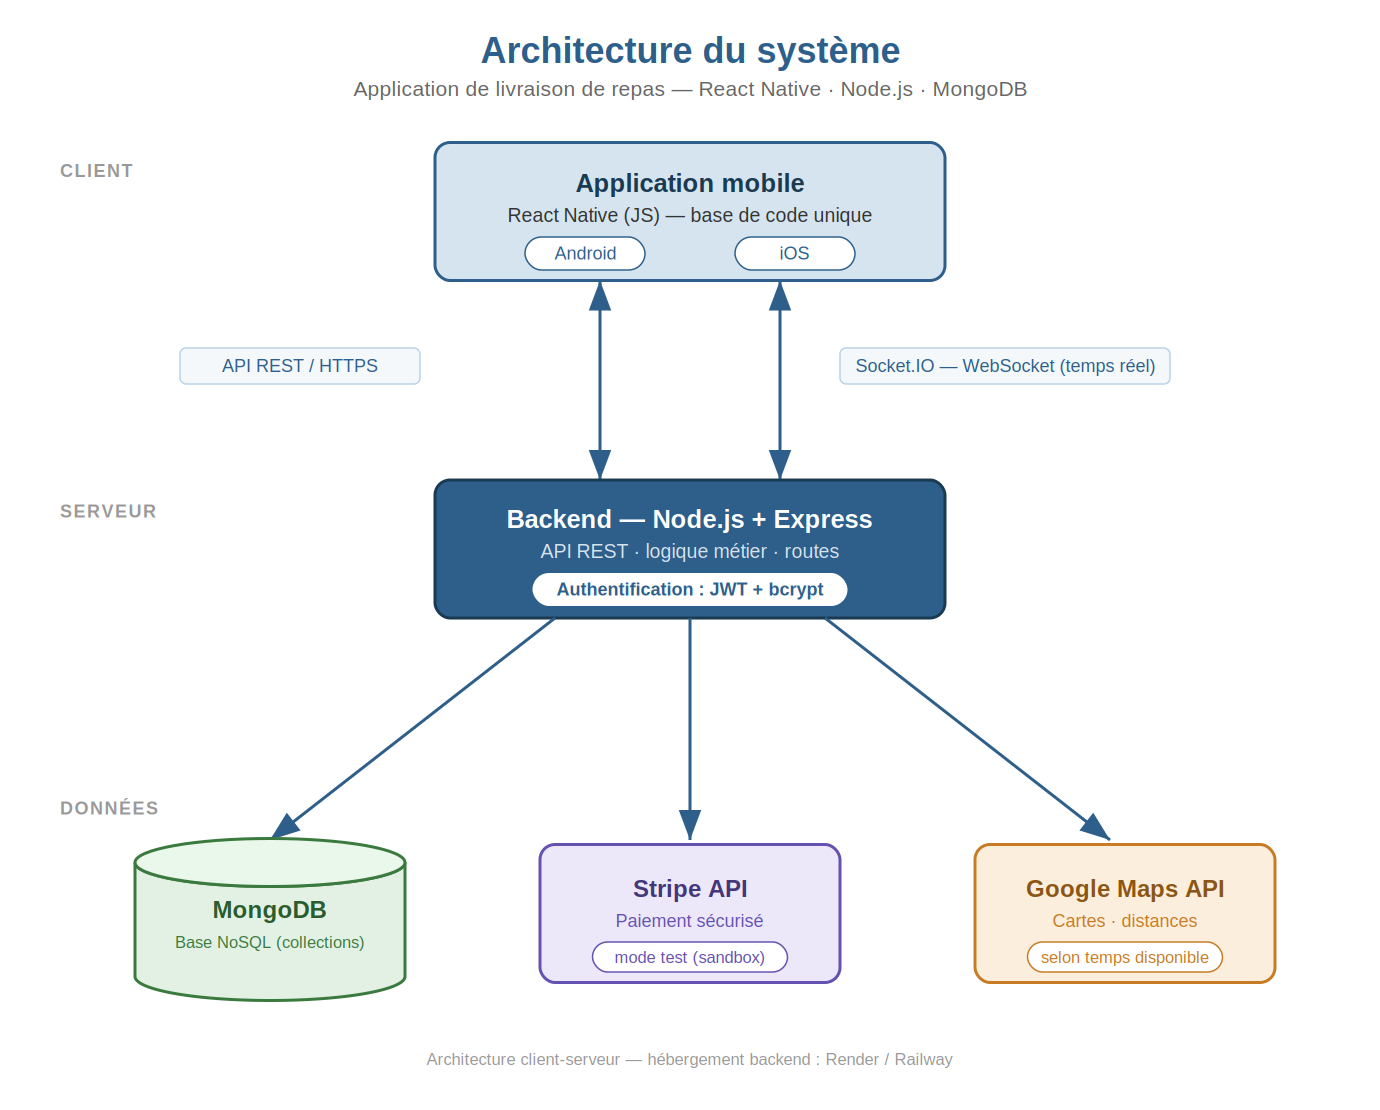 Architecture du système
Application de livraison de repas — React Native · Node.js · MongoDB
CLIENT
Application mobile
React Native (JS) — base de code unique
Android
iOS
API REST / HTTPS
Socket.IO — WebSocket (temps réel)
SERVEUR
Backend — Node.js + Express
API REST · logique métier · routes
Authentification : JWT + bcrypt
DONNÉES
MongoDB
Base NoSQL (collections)
Stripe API
Paiement sécurisé
mode test (sandbox)
Google Maps API
Cartes · distances
selon temps disponible
Architecture client-serveur — hébergement backend : Render / Railway